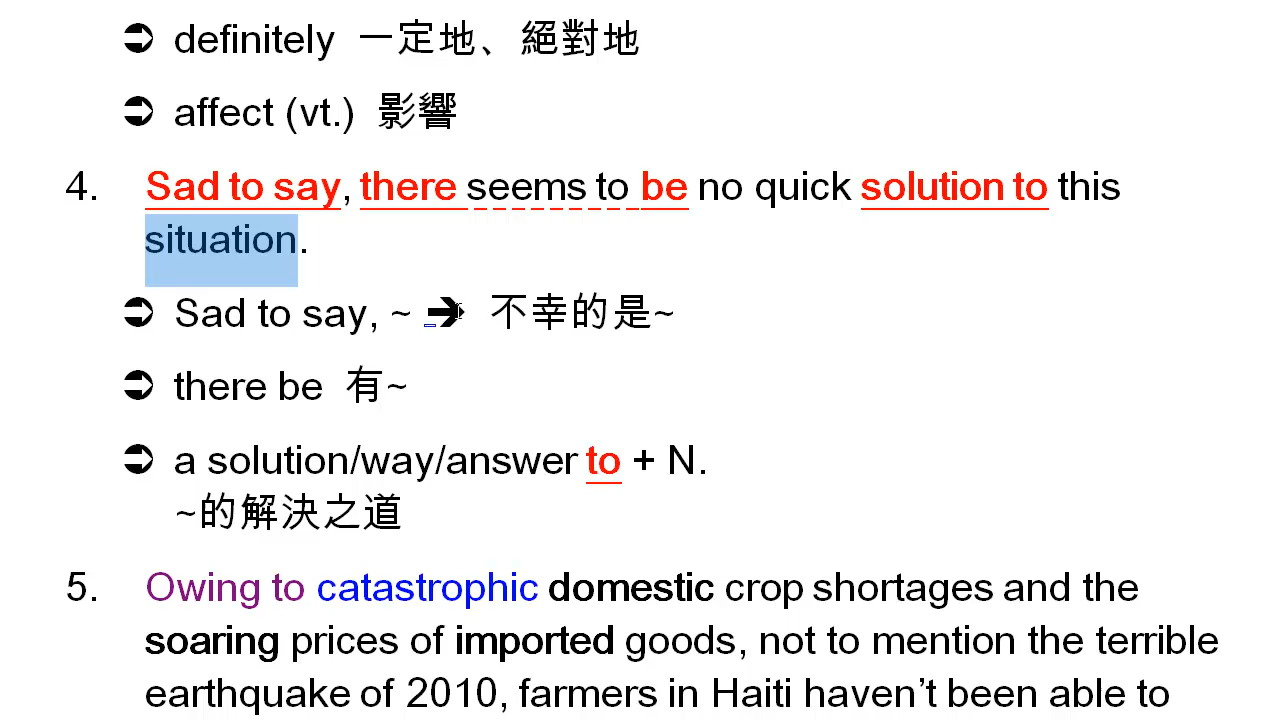 ➲ definitely 一定地、絕對地
➲ affect (vt.) 影響
4. Sad to say, there seems to be no quick solution to this
situation.
➲ Sad to say, ~ ➔ 不幸的是~
➲ there be 有~
➲ a solution/way/answer to + N.
~的解決之道
5. Owing to catastrophic domestic crop shortages and the
soaring prices of imported goods, not to mention the terrible
earthquake of 2010, farmers in Haiti haven’t been able to